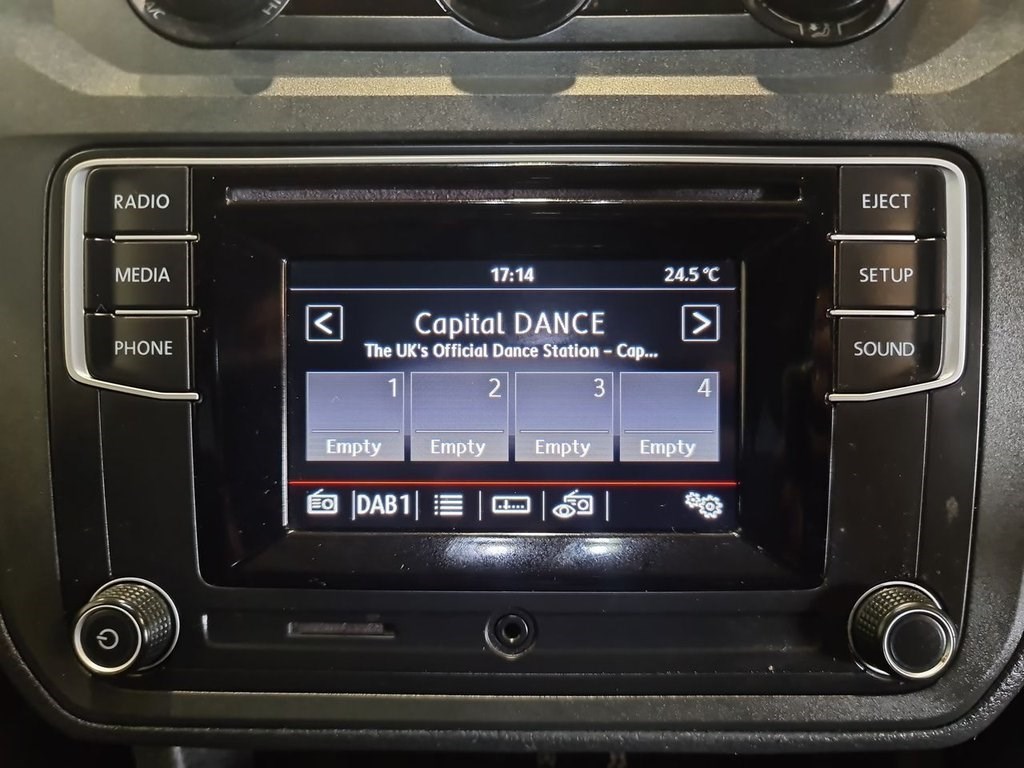 A/C
RADIO
EJECT
MEDIA
SETUP
PHONE
SOUND
17:14 24.5 °C
< Capital DANCE >
The UK's Official Dance Station – Cap...
1 2 3 4
Empty Empty Empty Empty
DAB1